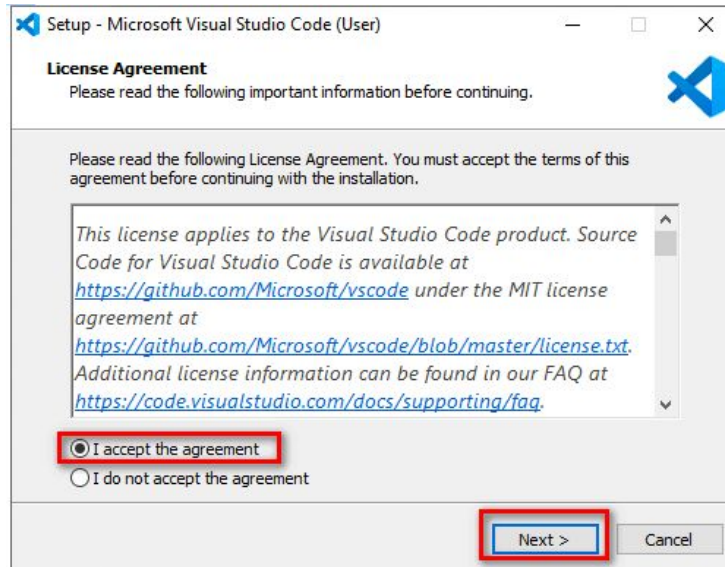 Setup - Microsoft Visual Studio Code (User)
License Agreement
Please read the following important information before continuing.
Please read the following License Agreement. You must accept the terms of this
agreement before continuing with the installation.
This license applies to the Visual Studio Code product. Source
Code for Visual Studio Code is available at
https://github.com/Microsoft/vscode under the MIT license
agreement at
https://github.com/Microsoft/vscode/blob/master/license.txt.
Additional license information can be found in our FAQ at
https://code.visualstudio.com/docs/supporting/faq.
I accept the agreement
I do not accept the agreement
Next >
Cancel